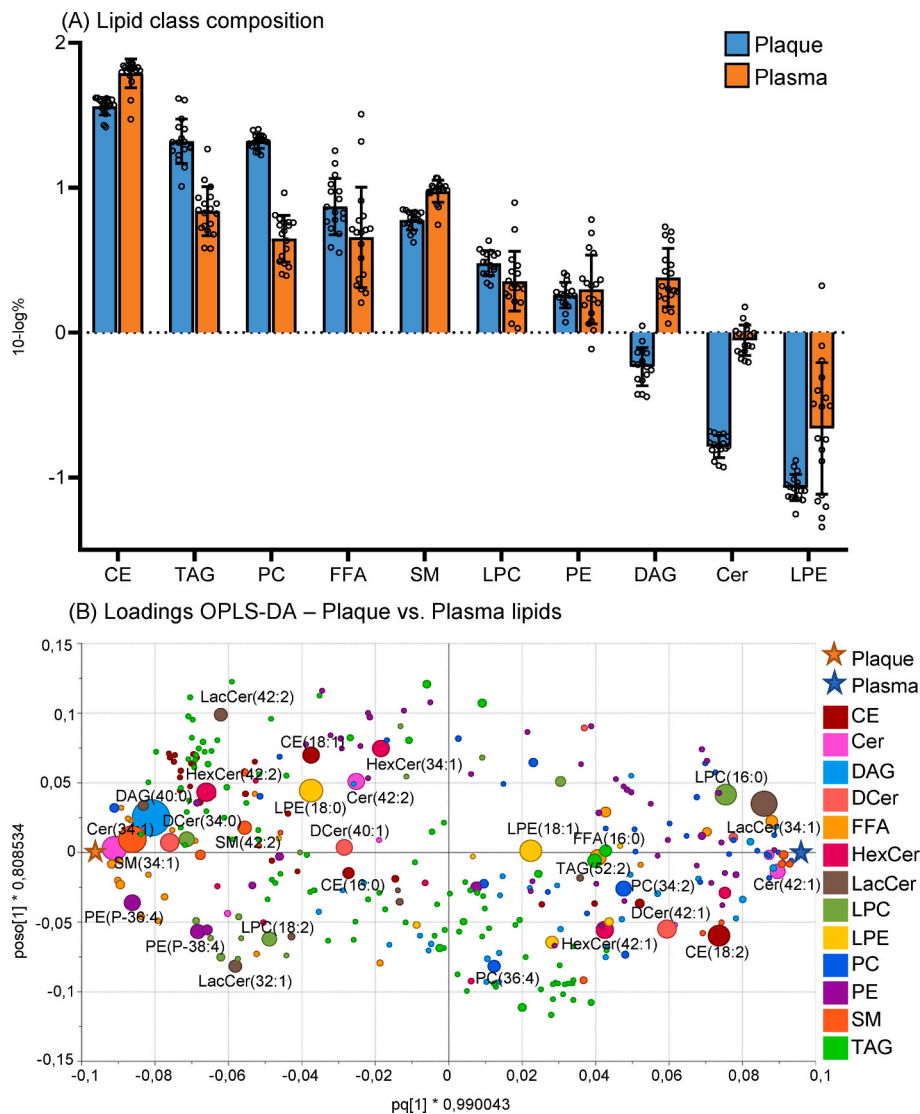 (A) Lipid class composition
Plaque
Plasma
2
1
0
-1
10-log%
CE TAG PC FFA SM LPC PE DAG Cer LPE
(B) Loadings OPLS-DA – Plaque vs. Plasma lipids
0,15
0,1
0,05
0
-0,05
-0,1
-0,15
poso[1] * 0,808534
LacCer(42:2)
CE(18:1)
HexCer(34:1)
HexCer(42:2)
Cer(42:2)
LPC(16:0)
DAG(40:0)
LPE(18:0)
DCer(34:0)
LacCer(34:1)
Cer(34:1)
DCer(40:1)
LPE(18:1)
FFA(16:0)
SM(34:1)
SM(42:2)
TAG(52:2)
CE(16:0)
PC(34:2)
Cer(42:1)
PE(P-36:4)
DCer(42:1)
LPC(18:2)
PE(P-38:4)
HexCer(42:1)
CE(18:2)
LacCer(32:1)
PC(36:4)
-0,1 -0,08 -0,06 -0,04 -0,02 0 0,02 0,04 0,06 0,08 0,1
pq[1] * 0,990043
Plaque
Plasma
CE
Cer
DAG
DCer
FFA
HexCer
LacCer
LPC
LPE
PC
PE
SM
TAG